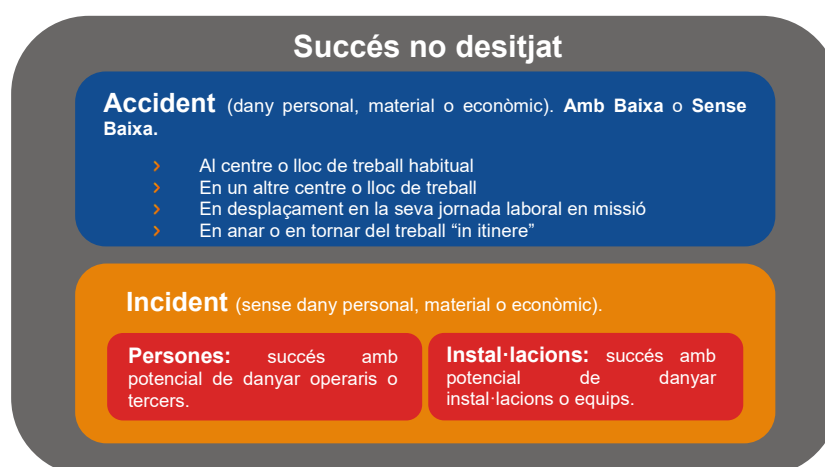 Succés no desitjat
Accident (dany personal, material o econòmic). Amb Baixa o Sense
Baixa.
› Al centre o lloc de treball habitual
› En un altre centre o lloc de treball
› En desplaçament en la seva jornada laboral en missió
› En anar o en tornar del treball “in itinere”
Incident (sense dany personal, material o econòmic).
Persones: succés amb
potencial de danyar operaris o
tercers.
Instal·lacions: succés amb
potencial de danyar
instal·lacions o equips.